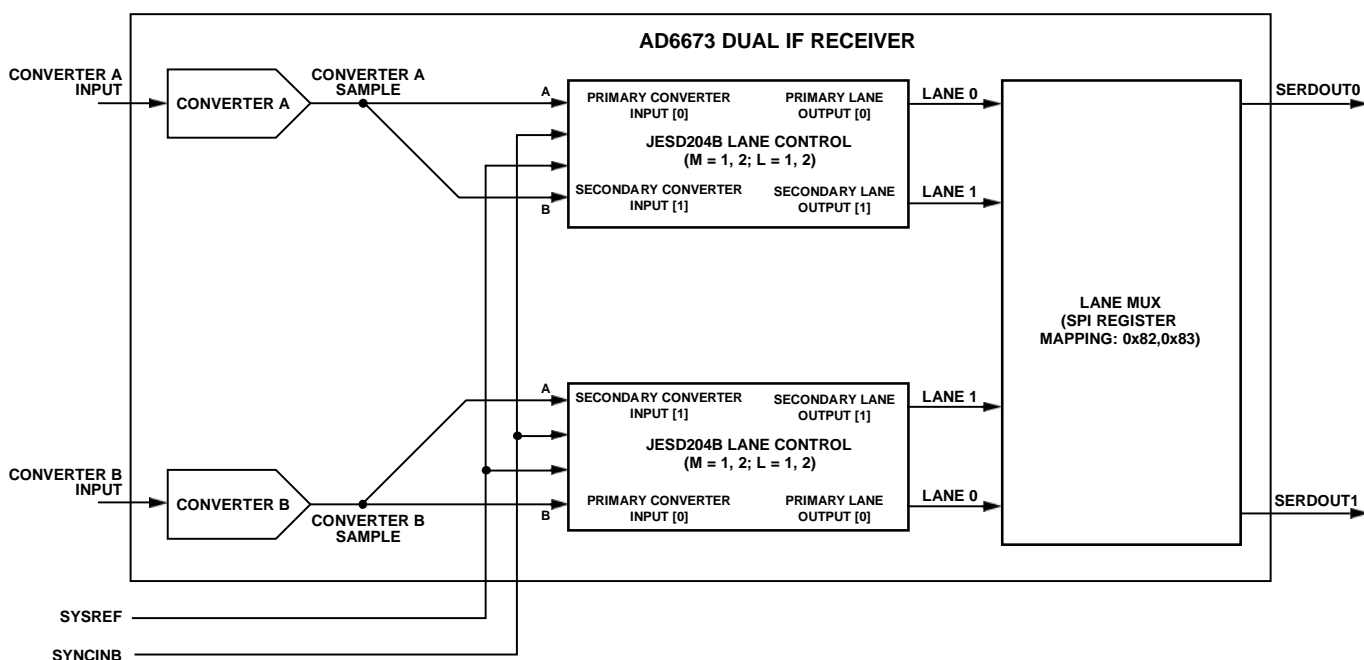 AD6673 DUAL IF RECEIVER
CONVERTER A
INPUT
CONVERTER A
CONVERTER A
SAMPLE
A
B
PRIMARY CONVERTER
INPUT [0]
PRIMARY LANE
OUTPUT [0]
JESD204B LANE CONTROL
(M = 1, 2; L = 1, 2)
SECONDARY CONVERTER
INPUT [1]
SECONDARY LANE
OUTPUT [1]
LANE 0
LANE 1
SERDOUT0
LANE MUX
(SPI REGISTER
MAPPING: 0x82,0x83)
CONVERTER B
INPUT
CONVERTER B
CONVERTER B
SAMPLE
A
B
SECONDARY CONVERTER
INPUT [1]
SECONDARY LANE
OUTPUT [1]
JESD204B LANE CONTROL
(M = 1, 2; L = 1, 2)
PRIMARY CONVERTER
INPUT [0]
PRIMARY LANE
OUTPUT [0]
LANE 1
LANE 0
SERDOUT1
SYSREF
SYNCINB